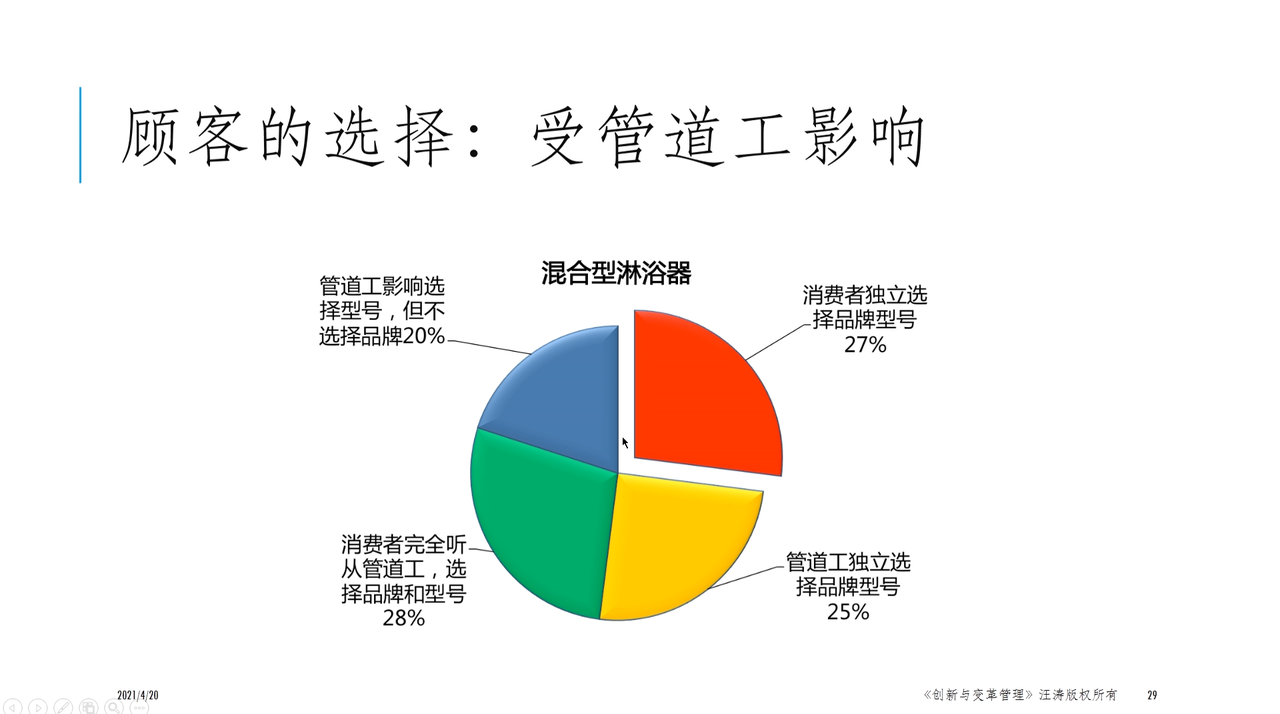 顾客的选择：受管道工影响
混合型淋浴器
管道工影响选
择型号，但不
选择品牌20%
消费者独立选
择品牌型号
27%
消费者完全听
从管道工，选
择品牌和型号
28%
管道工独立选
择品牌型号
25%
2021/4/20
《创新与变革管理》汪涛版权所有
29